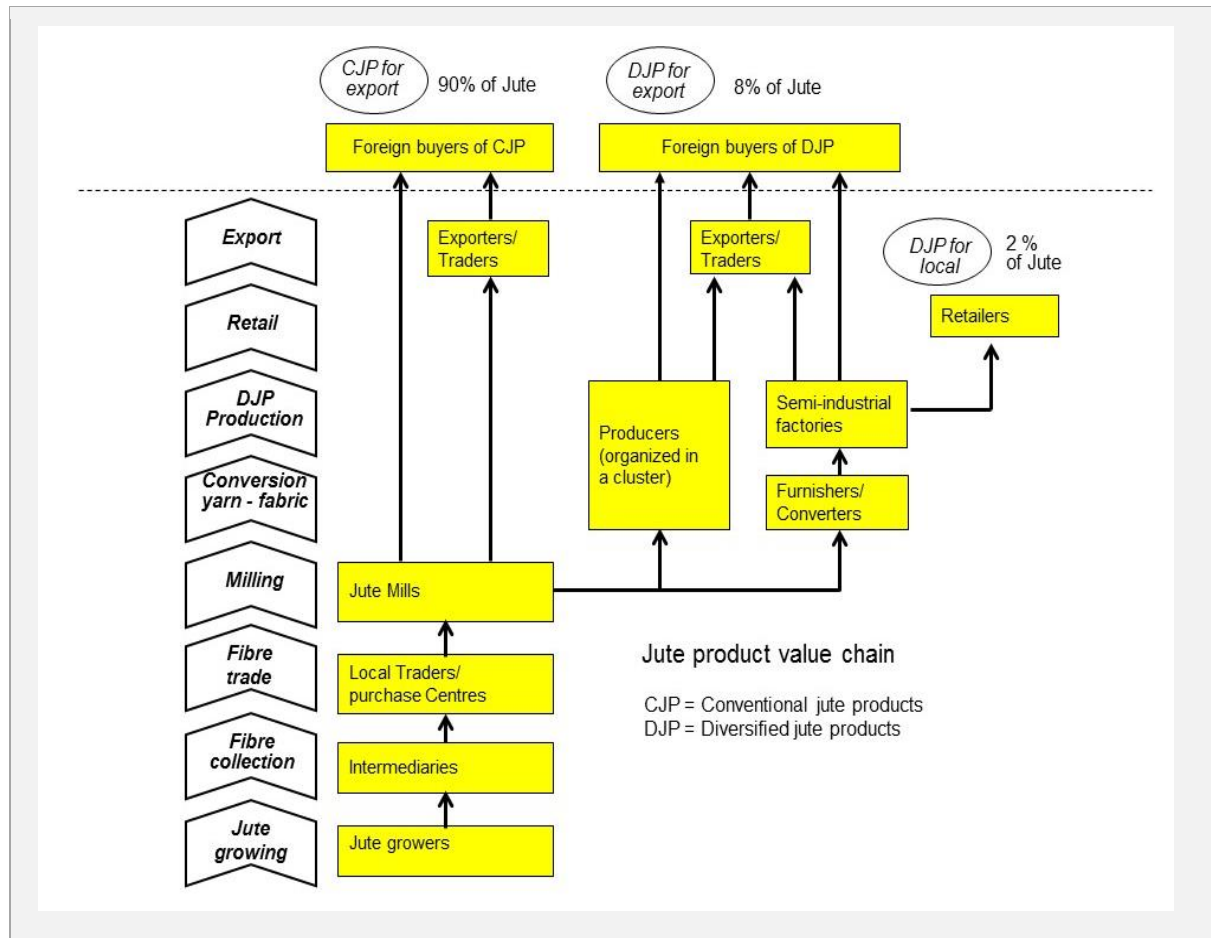 CJP for
export
90% of Jute
DJP for
export
8% of Jute
Foreign buyers of CJP
Foreign buyers of DJP
Export
Exporters/
Traders
Exporters/
Traders
DJP for
local
2 %
of Jute
Retail
Retailers
DJP
Production
Producers
(organized in
a cluster)
Semi-industrial
factories
Conversion
yarn - fabric
Furnishers/
Converters
Milling
Jute Mills
Fibre
trade
Local Traders/
purchase Centres
Jute product value chain
CJP = Conventional jute products
DJP = Diversified jute products
Fibre
collection
Intermediaries
Jute
growing
Jute growers